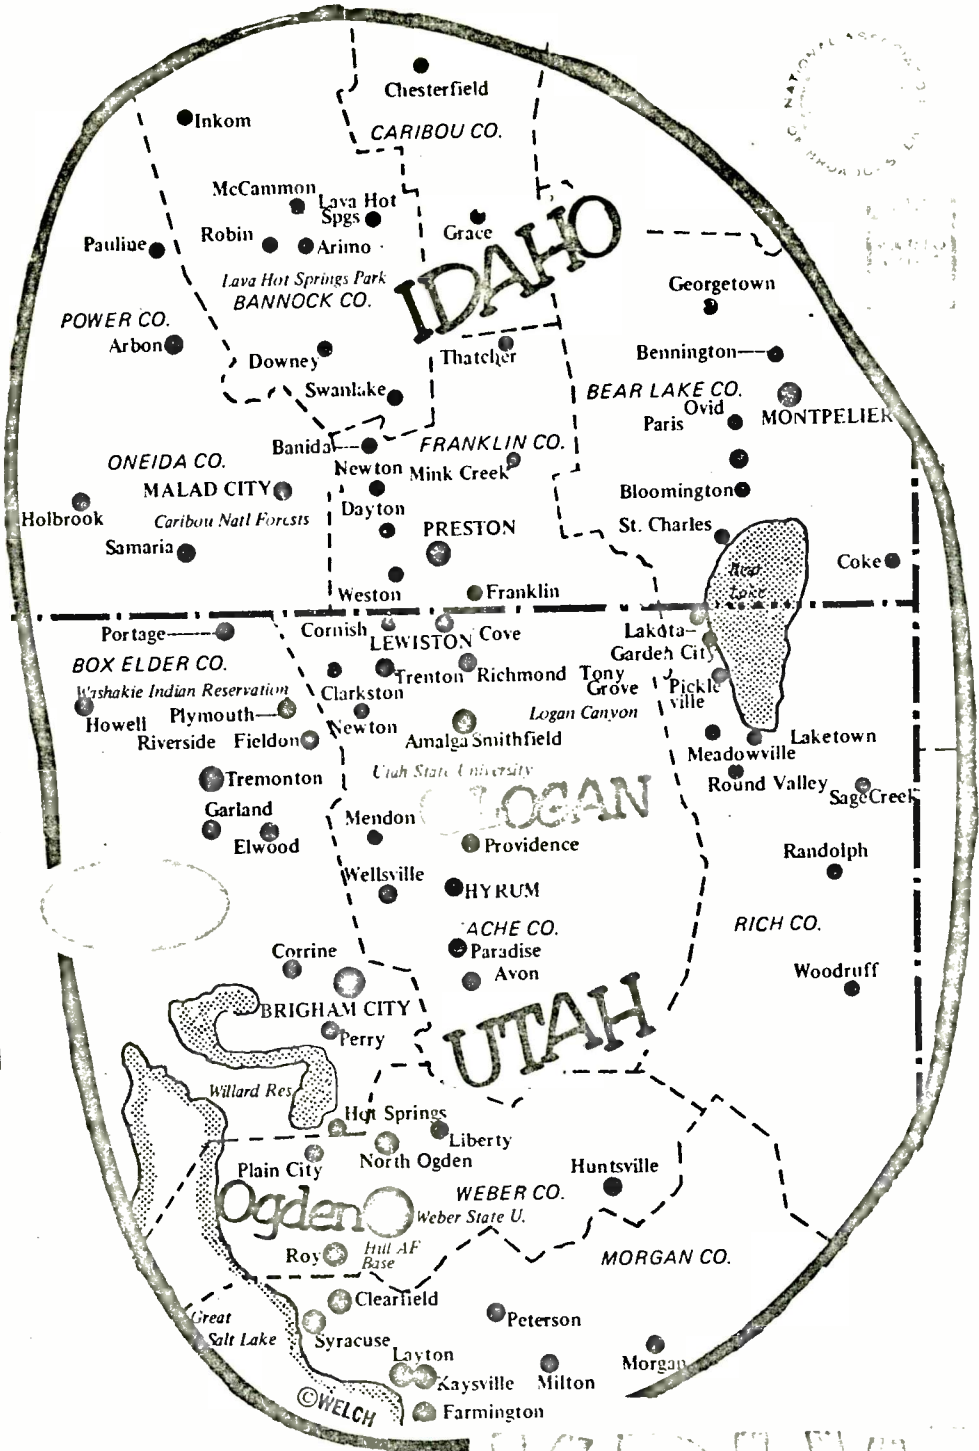 Chesterfield
CARIBOU CO.
Inkom
McCammon
Lava Hot
Spgs
Robin
Arimo
Grace
Pauline
IDAHO
Lava Hot Springs Park
BANNOCK CO.
Georgetown
POWER CO.
Arbon
Downey
Thatcher
Bennington
Swanlake
BEAR LAKE CO.
MONTPELIER
Ovid
Paris
Banida
FRANKLIN CO.
ONEIDA CO.
Newton
Mink Creek
MALAD CITY
Bloomington
Holbrook
Caribou Natl Forests
Dayton
PRESTON
St. Charles
Samaria
Coke
Bear
Lake
Weston
Franklin
Portage
Cornish
LEWISTON
Cove
Lakota
Garden City
BOX ELDER CO.
Trenton
Richmond
Tony
Grove
Pickle
ville
Washakie Indian Reservation
Clarkston
Howell
Plymouth
Newton
Logan Canyon
Riverside
Fieldon
Amalga
Smithfield
Laketown
Meadowville
Utah State University
Tremonton
Round Valley
Sage Creek
LOGAN
Garland
Elwood
Mendon
Providence
Randolph
Wellsville
HYRUM
ACHE CO.
RICH CO.
Corrine
Paradise
Avon
Woodruff
BRIGHAM CITY
Perry
UTAH
Willard Res
Hot Springs
Liberty
Plain City
North Ogden
Huntsville
Ogden
WEBER CO.
Weber State U.
Roy
Hill AF
Base
MORGAN CO.
Clearfield
Great
Salt Lake
Syracuse
Peterson
Layton
Morgan
Kaysville
Milton
©WELCH
Farmington